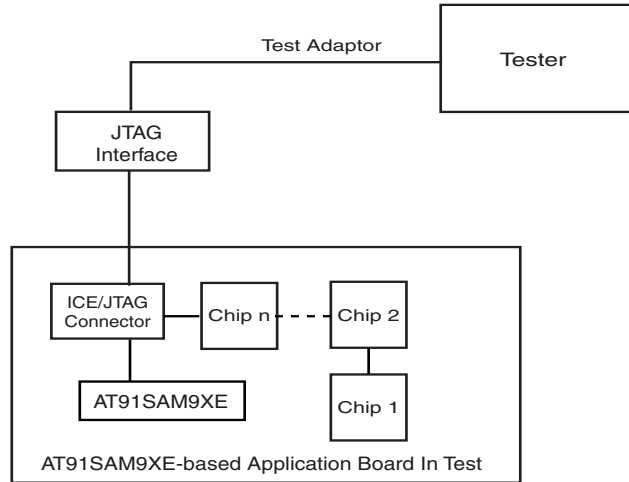 Test Adaptor
Tester
JTAG
Interface
ICE/JTAG
Connector
Chip n
Chip 2
AT91SAM9XE
Chip 1
AT91SAM9XE-based Application Board In Test